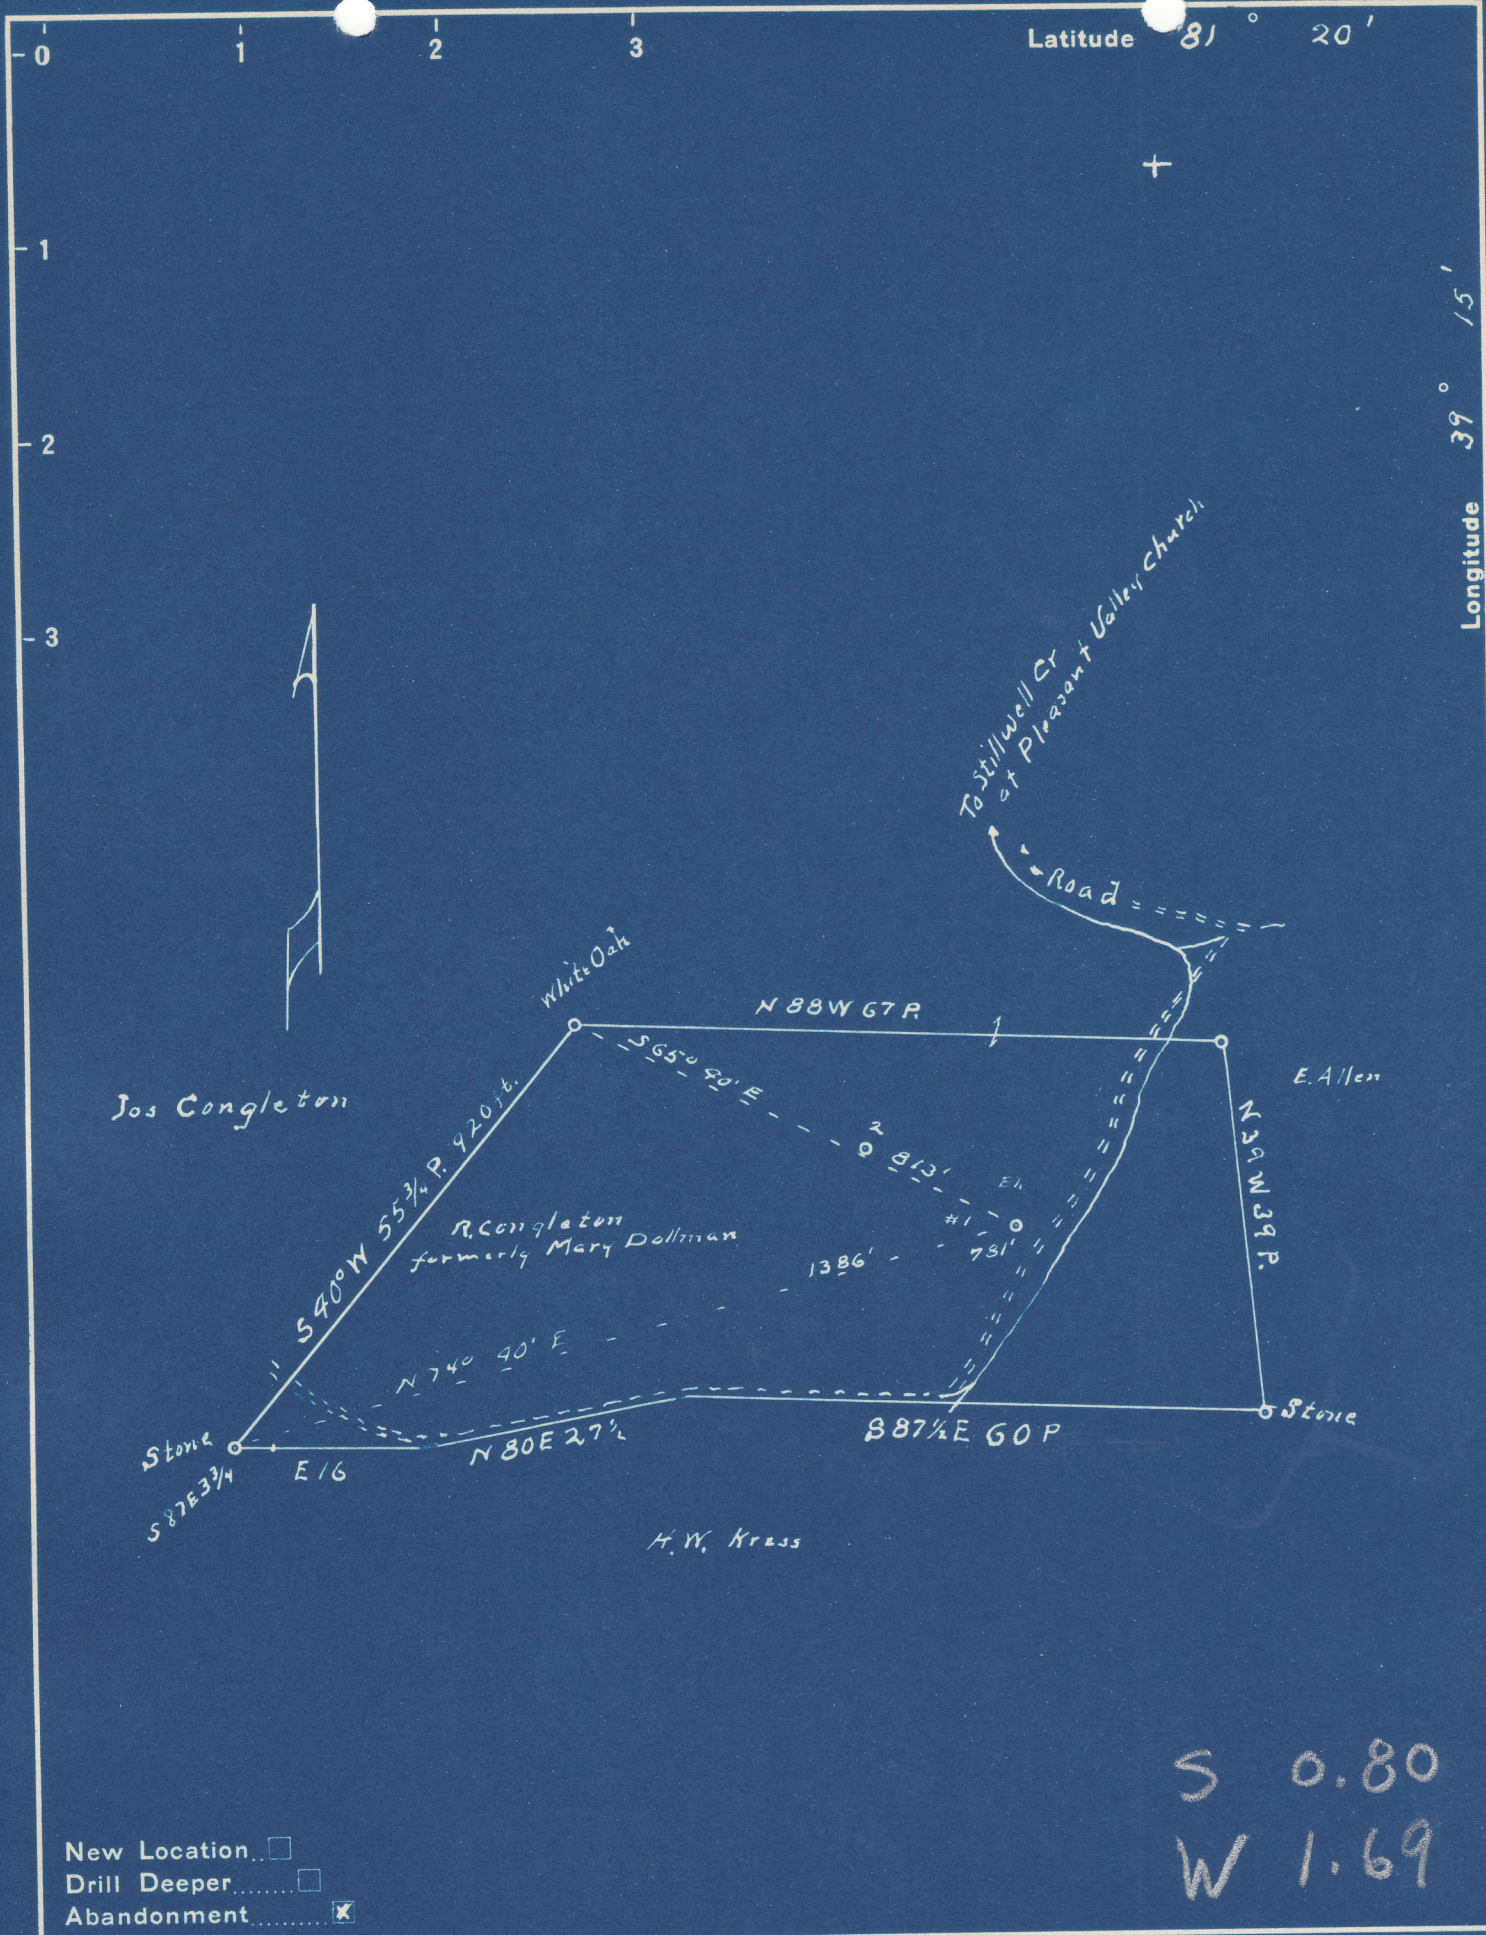 0 1 2 3
Latitude 81° 20'
1
2
3
39° 15'
Longitude
To Stillwell Cr
at Pleasant Valley Church
Road
White Oak
N 88W 67 P.
S 65° 40' E
E. Allen
Jos Congleton
S 40° W 55 3/4 P. 920 ft.
2
813'
#1
781'
N 39 W 39 P.
R. Congleton
formerly Mary Dollman
1386'
N 74° 40' E
Stone
Stone
S 87 E 3 3/4
E 16
N 80 E 27 1/2
S 87 1/2 E 60 P
H. W. Kress
S 0.80
W 1.69
New Location..
Drill Deeper........
Abandonment.......... x